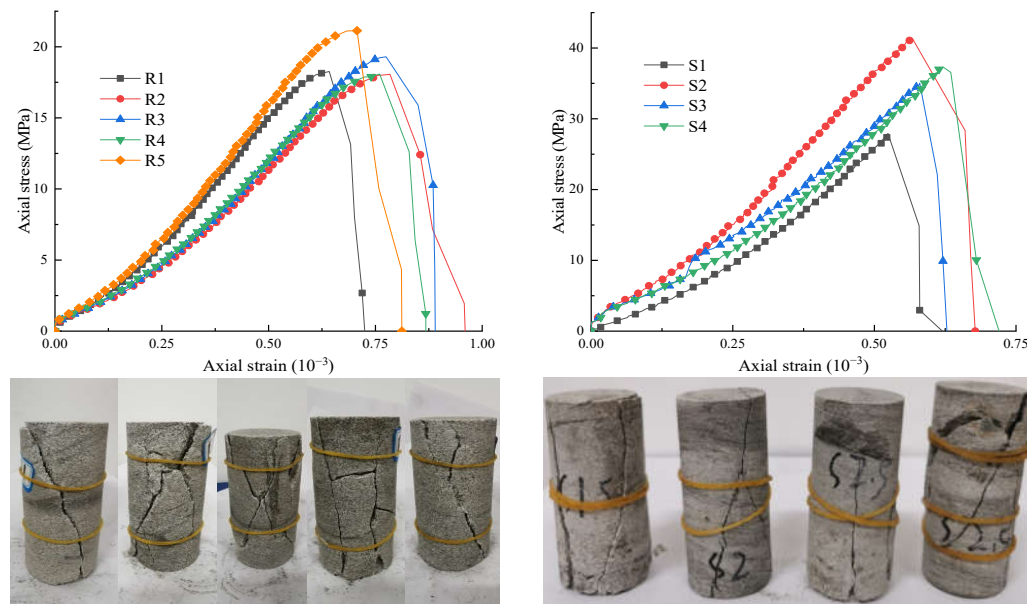 Axial stress (MPa)
20
15
10
5
0
R1
R2
R3
R4
R5
0.00
0.25
0.50
0.75
1.00
Axial strain (10⁻³)
Axial stress (MPa)
40
30
20
10
0
S1
S2
S3
S4
0.00
0.25
0.50
0.75
Axial strain (10⁻³)
S2